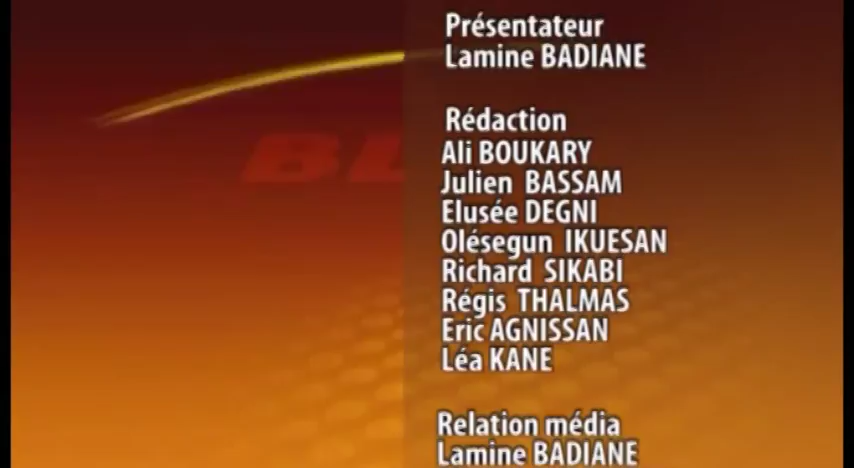 Présentateur
Lamine BADIANE
Rédaction
Ali BOUKARY
Julien BASSAM
Elusée DEGNI
Olésegun IKUESAN
Richard SIKABI
Régis THALMAS
Eric AGNISSAN
Léa KANE
Relation média
Lamine BADIANE